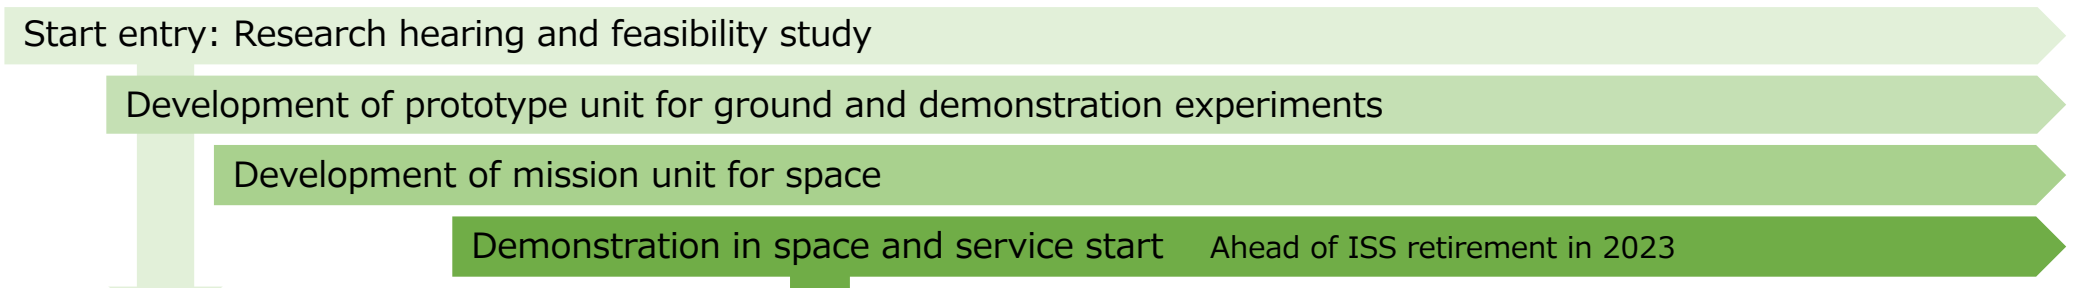 Start entry: Research hearing and feasibility study
Development of prototype unit for ground and demonstration experiments
Development of mission unit for space
Demonstration in space and service start Ahead of ISS retirement in 2023